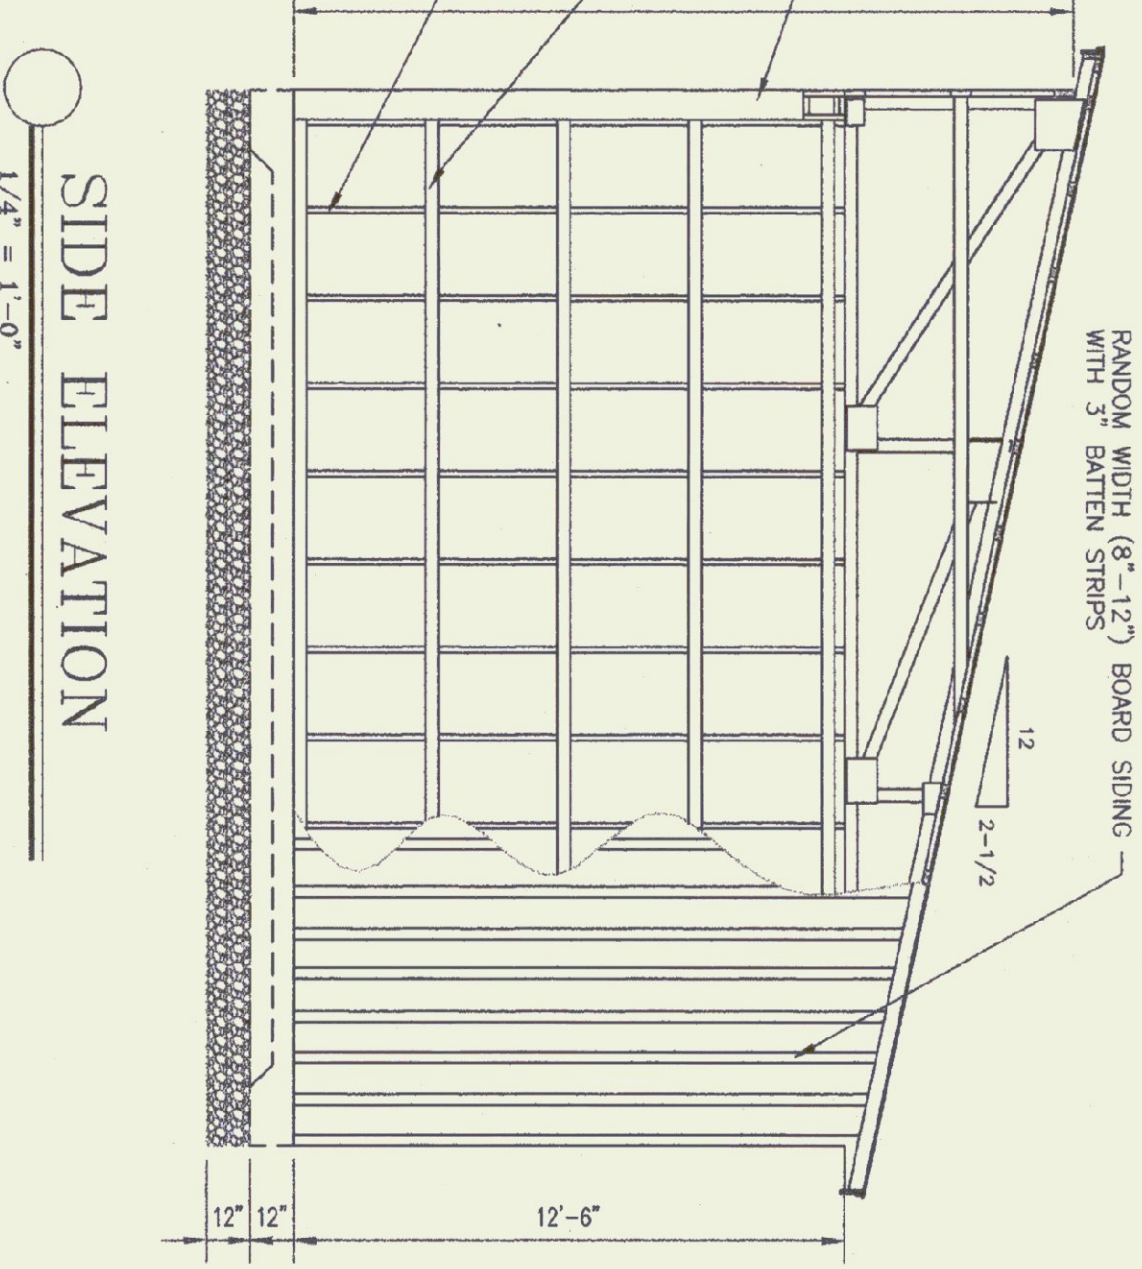 RANDOM WIDTH (8"-12") BOARD SIDING
WITH 3" BATTEN STRIPS
12
2-1/2
12'-6"
12"
12"
SIDE ELEVATION
1/4" = 1'-0"